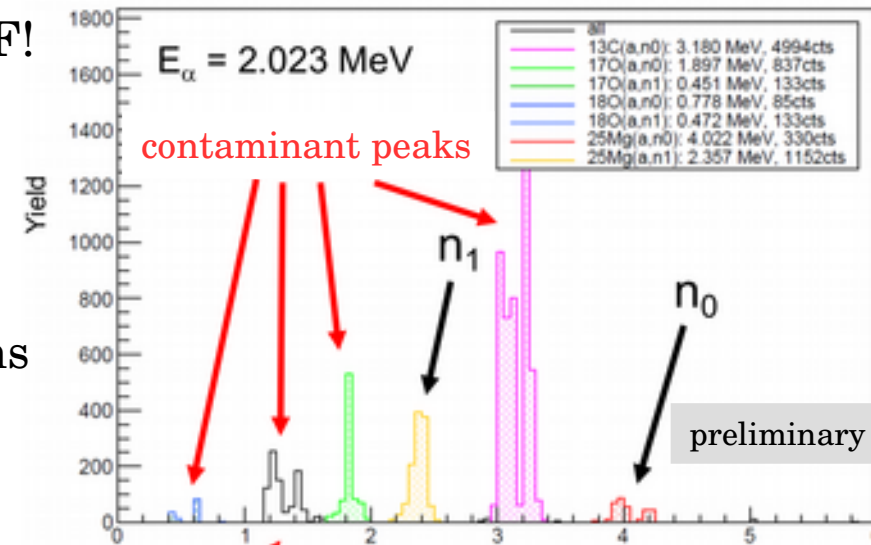 F!
1800
1600
1400
1200
1000
800
600
400
200
0
Yield
Eα = 2.023 MeV
contaminant peaks
all
13C(a,n0): 3.180 MeV, 4994cts
17O(a,n0): 1.897 MeV, 837cts
17O(a,n1): 0.451 MeV, 133cts
18O(a,n0): 0.778 MeV, 85cts
18O(a,n1): 0.472 MeV, 133cts
25Mg(a,n0): 4.022 MeV, 330cts
25Mg(a,n1): 2.357 MeV, 1152cts
n1
n0
ns
preliminary
0 1 2 3 4 5